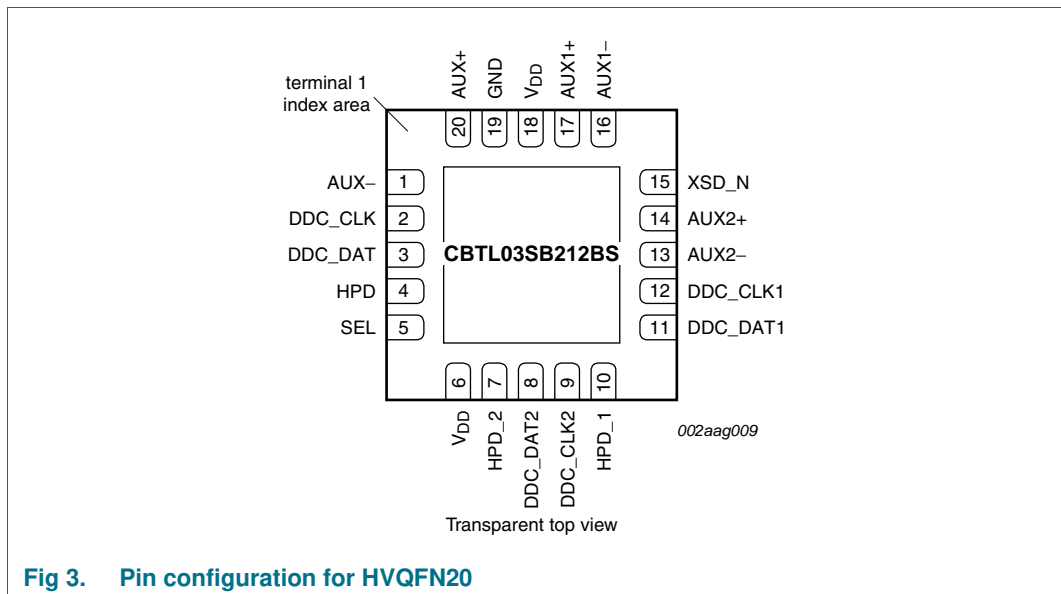 terminal 1
index area
AUX+
GND
VDD
AUX1+
AUX1−
20
19
18
17
16
AUX−
1
15
XSD_N
DDC_CLK
2
14
AUX2+
DDC_DAT
3
CBTL03SB212BS
13
AUX2−
HPD
4
12
DDC_CLK1
SEL
5
11
DDC_DAT1
6
7
8
9
10
VDD
HPD_2
DDC_DAT2
DDC_CLK2
HPD_1
002aag009
Transparent top view
Fig 3. Pin configuration for HVQFN20